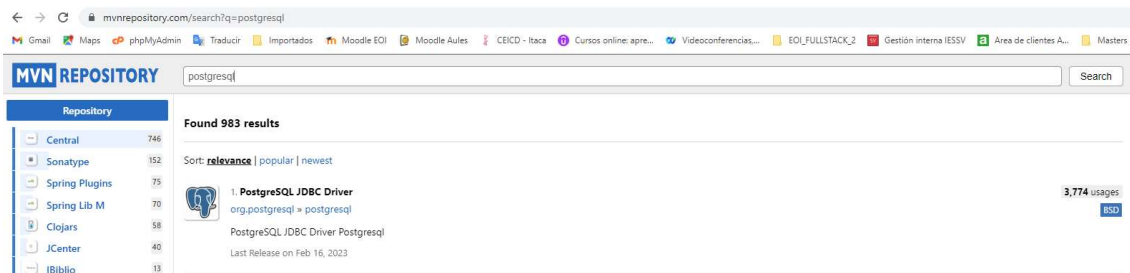 mvnrepository.com/search?q=postgresql
Gmail Maps phpMyAdmin Traducir Importados Moodle EOI Moodle Aules CEICD - Itaca Cursos online: apre... Videoconferencias,... EOI_FULLSTACK_2 Gestión interna IESSV Area de clientes A... Masters
MVN REPOSITORY postgresql Search
Repository
Found 983 results
Central 746
Sonatype 152
Sort: relevance | popular | newest
Spring Plugins 75
1. PostgreSQL JDBC Driver 3,774 usages
Spring Lib M 70
org.postgresql » postgresql BSD
Clojars 58
PostgreSQL JDBC Driver Postgresql
JCenter 40
Last Release on Feb 16, 2023
IBiblio 13